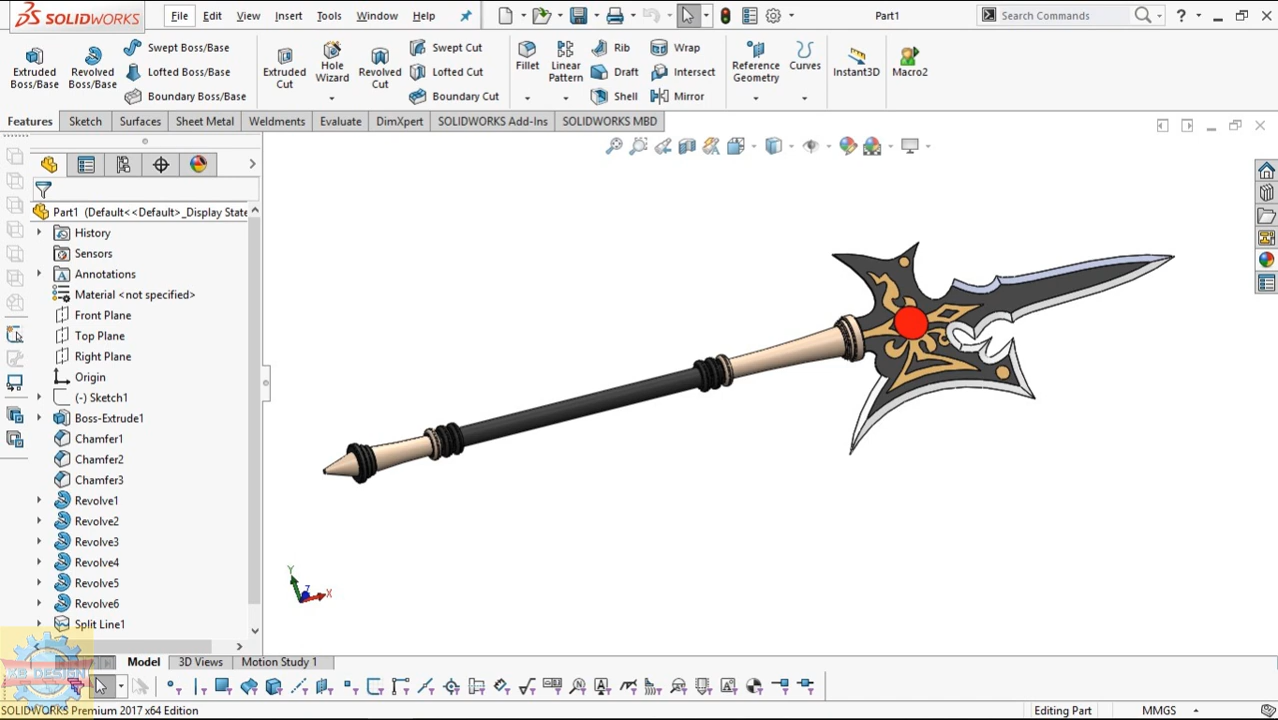 SOLIDWORKS File Edit View Insert Tools Window Help Part1 Search Commands ?
Extruded Boss/Base
Revolved Boss/Base
Swept Boss/Base
Lofted Boss/Base
Boundary Boss/Base
Extruded Cut
Hole Wizard
Revolved Cut
Swept Cut
Lofted Cut
Boundary Cut
Fillet
Linear Pattern
Rib
Draft
Shell
Wrap
Intersect
Mirror
Reference Geometry
Curves
Instant3D
Macro2
Features Sketch Surfaces Sheet Metal Weldments Evaluate DimXpert SOLIDWORKS Add-Ins SOLIDWORKS MBD
Part1 (Default<<Default>_Display State
History
Sensors
Annotations
Material <not specified>
Front Plane
Top Plane
Right Plane
Origin
(-) Sketch1
Boss-Extrude1
Chamfer1
Chamfer2
Chamfer3
Revolve1
Revolve2
Revolve3
Revolve4
Revolve5
Revolve6
Split Line1
Y
Z
X
KB DESIGN
Model 3D Views Motion Study 1
SOLIDWORKS Premium 2017 x64 Edition Editing Part MMGS